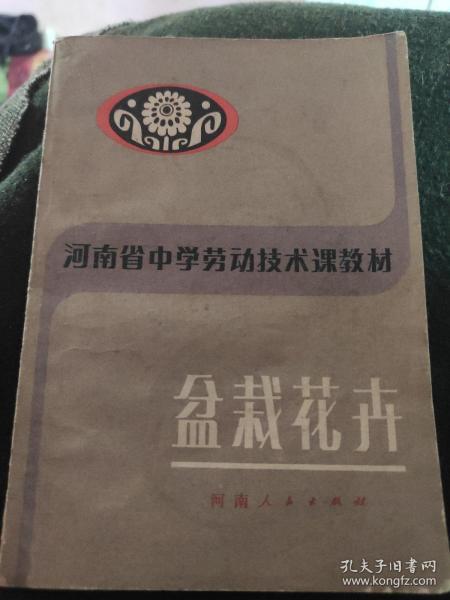 河南省中学劳动技术课教材
盆栽花卉
河南人民出版社
孔夫子旧书网
www.kongfz.com